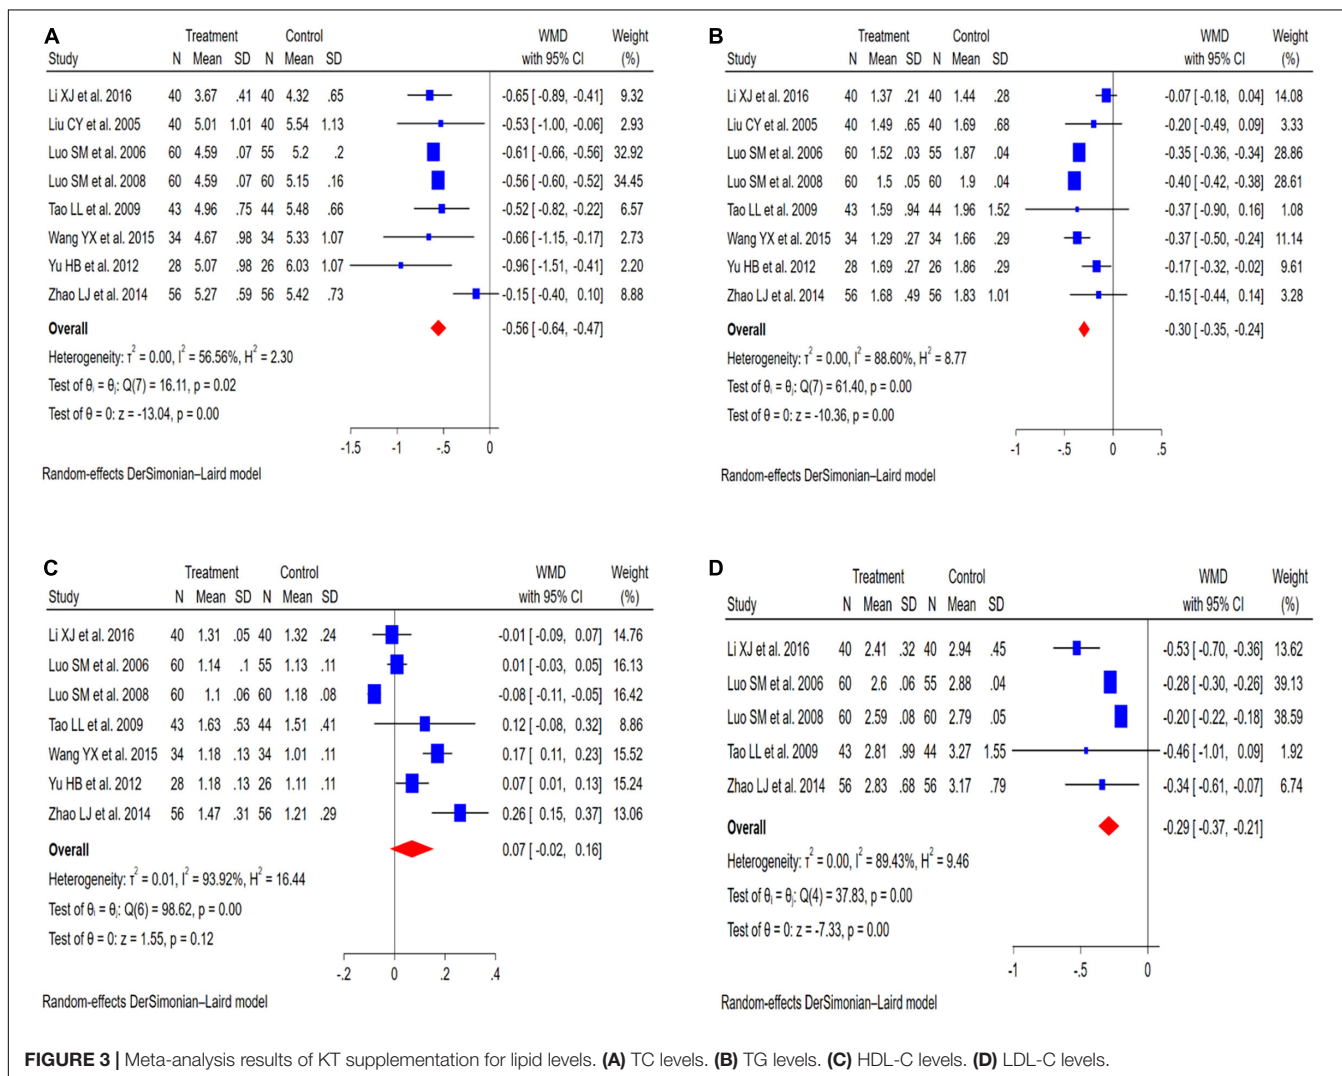 A
Treatment Control WMD Weight
Study N Mean SD N Mean SD with 95% CI (%)
Li XJ et al. 2016 40 3.67 .41 40 4.32 .65 -0.65 [ -0.89, -0.41] 9.32
Liu CY et al. 2005 40 5.01 1.01 40 5.54 1.13 -0.53 [ -1.00, -0.06] 2.93
Luo SM et al. 2006 60 4.59 .07 55 5.2 .2 -0.61 [ -0.66, -0.56] 32.92
Luo SM et al. 2008 60 4.59 .07 60 5.15 .16 -0.56 [ -0.60, -0.52] 34.45
Tao LL et al. 2009 43 4.96 .75 44 5.48 .66 -0.52 [ -0.82, -0.22] 6.57
Wang YX et al. 2015 34 4.67 .98 34 5.33 1.07 -0.66 [ -1.15, -0.17] 2.73
Yu HB et al. 2012 28 5.07 .98 26 6.03 1.07 -0.96 [ -1.51, -0.41] 2.20
Zhao LJ et al. 2014 56 5.27 .59 56 5.42 .73 -0.15 [ -0.40, 0.10] 8.88
Overall -0.56 [ -0.64, -0.47]
Heterogeneity: τ² = 0.00, I² = 56.56%, H² = 2.30
Test of θᵢ = θⱼ: Q(7) = 16.11, p = 0.02
Test of θ = 0: z = -13.04, p = 0.00
-1.5 -1 -.5 0
Random-effects DerSimonian–Laird model
B
Treatment Control WMD Weight
Study N Mean SD N Mean SD with 95% CI (%)
Li XJ et al. 2016 40 1.37 .21 40 1.44 .28 -0.07 [ -0.18, 0.04] 14.08
Liu CY et al. 2005 40 1.49 .65 40 1.69 .68 -0.20 [ -0.49, 0.09] 3.33
Luo SM et al. 2006 60 1.52 .03 55 1.87 .04 -0.35 [ -0.36, -0.34] 28.86
Luo SM et al. 2008 60 1.5 .05 60 1.9 .04 -0.40 [ -0.42, -0.38] 28.61
Tao LL et al. 2009 43 1.59 .94 44 1.96 1.52 -0.37 [ -0.90, 0.16] 1.08
Wang YX et al. 2015 34 1.29 .27 34 1.66 .29 -0.37 [ -0.50, -0.24] 11.14
Yu HB et al. 2012 28 1.69 .27 26 1.86 .29 -0.17 [ -0.32, -0.02] 9.61
Zhao LJ et al. 2014 56 1.68 .49 56 1.83 1.01 -0.15 [ -0.44, 0.14] 3.28
Overall -0.30 [ -0.35, -0.24]
Heterogeneity: τ² = 0.00, I² = 88.60%, H² = 8.77
Test of θᵢ = θⱼ: Q(7) = 61.40, p = 0.00
Test of θ = 0: z = -10.36, p = 0.00
-1 -.5 0 .5
Random-effects DerSimonian–Laird model
C
Treatment Control WMD Weight
Study N Mean SD N Mean SD with 95% CI (%)
Li XJ et al. 2016 40 1.31 .05 40 1.32 .24 -0.01 [ -0.09, 0.07] 14.76
Luo SM et al. 2006 60 1.14 .1 55 1.13 .11 0.01 [ -0.03, 0.05] 16.13
Luo SM et al. 2008 60 1.1 .06 60 1.18 .08 -0.08 [ -0.11, -0.05] 16.42
Tao LL et al. 2009 43 1.63 .53 44 1.51 .41 0.12 [ -0.08, 0.32] 8.86
Wang YX et al. 2015 34 1.18 .13 34 1.01 .11 0.17 [ 0.11, 0.23] 15.52
Yu HB et al. 2012 28 1.18 .13 26 1.11 .11 0.07 [ 0.01, 0.13] 15.24
Zhao LJ et al. 2014 56 1.47 .31 56 1.21 .29 0.26 [ 0.15, 0.37] 13.06
Overall 0.07 [ -0.02, 0.16]
Heterogeneity: τ² = 0.01, I² = 93.92%, H² = 16.44
Test of θᵢ = θⱼ: Q(6) = 98.62, p = 0.00
Test of θ = 0: z = 1.55, p = 0.12
-.2 0 .2 .4
Random-effects DerSimonian–Laird model
D
Treatment Control WMD Weight
Study N Mean SD N Mean SD with 95% CI (%)
Li XJ et al. 2016 40 2.41 .32 40 2.94 .45 -0.53 [ -0.70, -0.36] 13.62
Luo SM et al. 2006 60 2.6 .06 55 2.88 .04 -0.28 [ -0.30, -0.26] 39.13
Luo SM et al. 2008 60 2.59 .08 60 2.79 .05 -0.20 [ -0.22, -0.18] 38.59
Tao LL et al. 2009 43 2.81 .99 44 3.27 1.55 -0.46 [ -1.01, 0.09] 1.92
Zhao LJ et al. 2014 56 2.83 .68 56 3.17 .79 -0.34 [ -0.61, -0.07] 6.74
Overall -0.29 [ -0.37, -0.21]
Heterogeneity: τ² = 0.00, I² = 89.43%, H² = 9.46
Test of θᵢ = θⱼ: Q(4) = 37.83, p = 0.00
Test of θ = 0: z = -7.33, p = 0.00
-1 -.5 0
Random-effects DerSimonian–Laird model
FIGURE 3 | Meta-analysis results of KT supplementation for lipid levels. (A) TC levels. (B) TG levels. (C) HDL-C levels. (D) LDL-C levels.